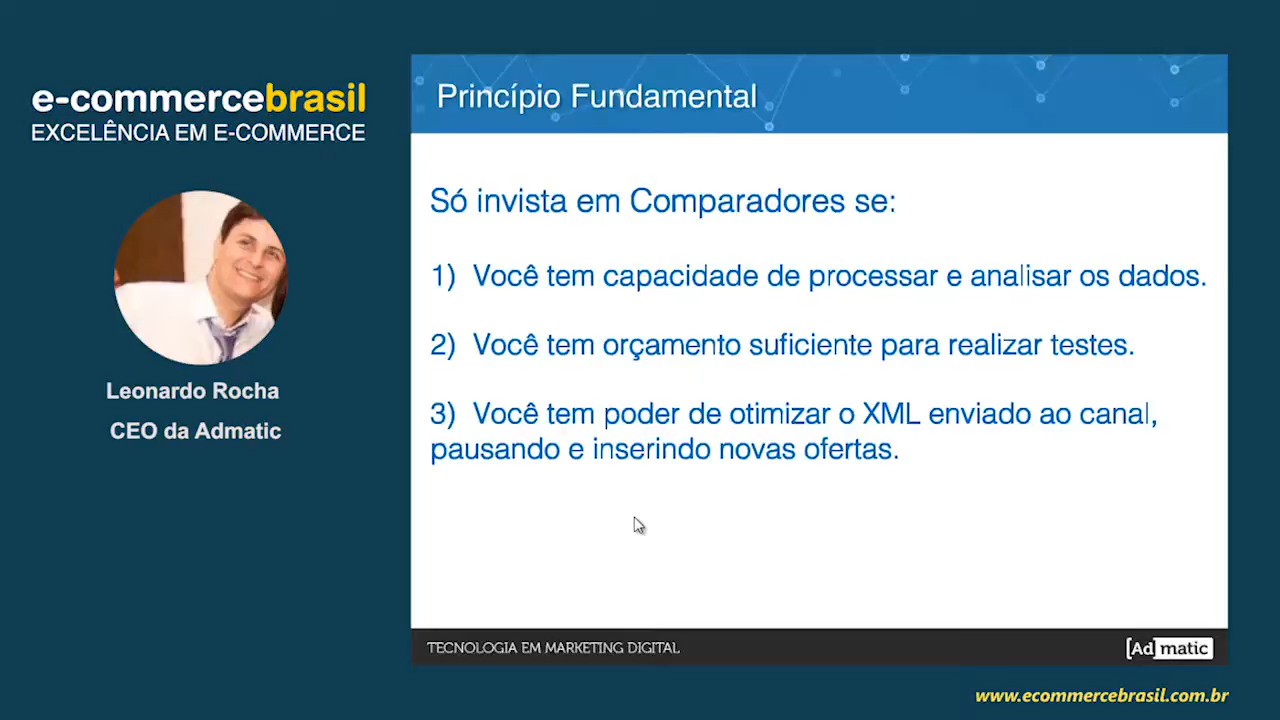 e-commercebrasil
EXCELÊNCIA EM E-COMMERCE
Leonardo Rocha
CEO da Admatic
Princípio Fundamental
Só invista em Comparadores se:
1) Você tem capacidade de processar e analisar os dados.
2) Você tem orçamento suficiente para realizar testes.
3) Você tem poder de otimizar o XML enviado ao canal,
pausando e inserindo novas ofertas.
TECNOLOGIA EM MARKETING DIGITAL
[Ad]matic
www.ecommercebrasil.com.br